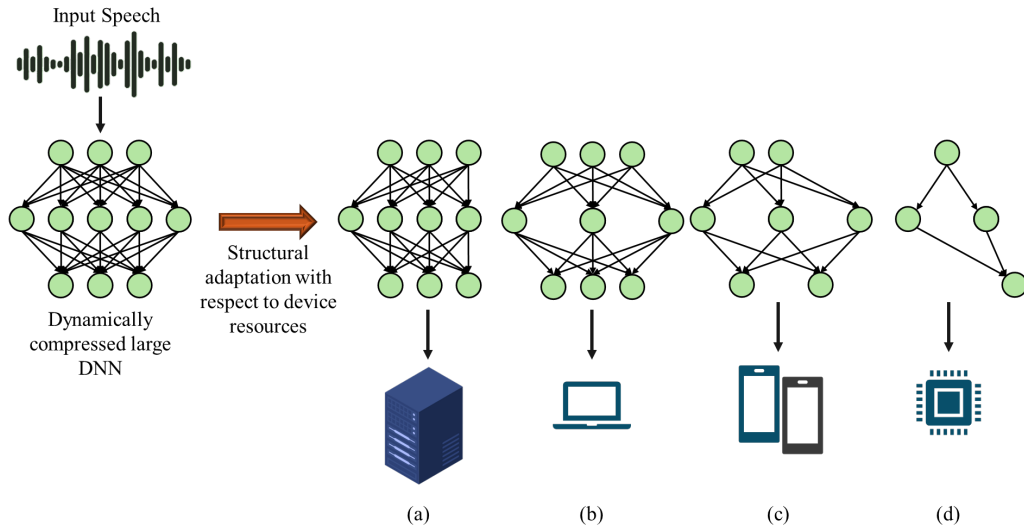 Input Speech
Dynamically
compressed large
DNN
Structural
adaptation with
respect to device
resources
(a)
(b)
(c)
(d)